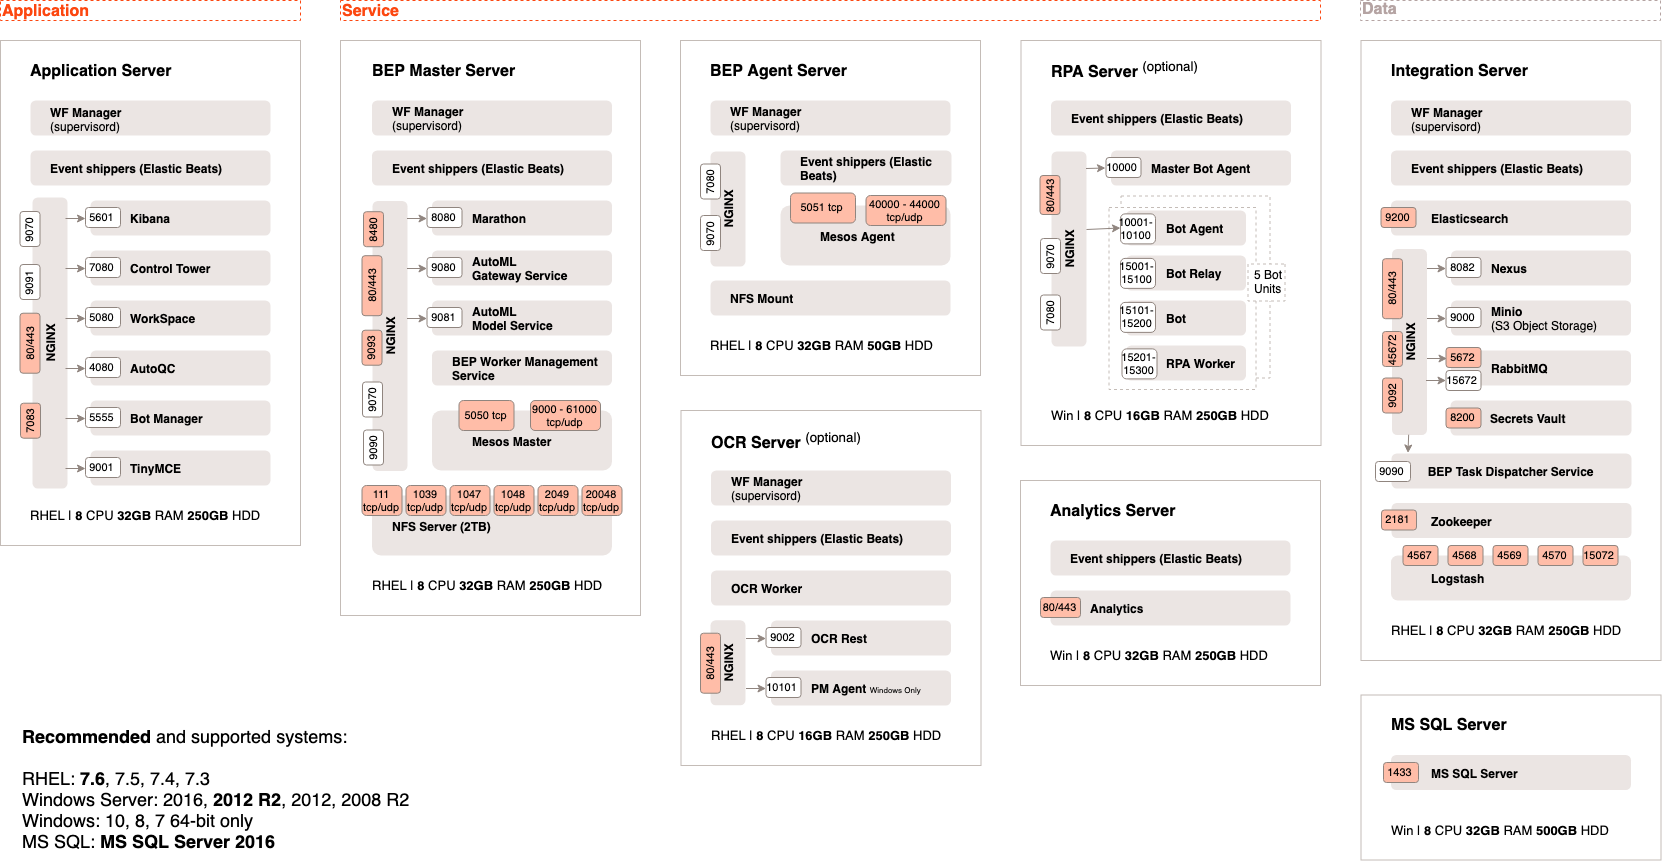 Application
Service
Data
Application Server
WF Manager
(supervisord)
Event shippers (Elastic Beats)
NGINX
9070
9091
80/443
7083
5601 Kibana
7080 Control Tower
5080 WorkSpace
4080 AutoQC
5555 Bot Manager
9001 TinyMCE
RHEL | 8 CPU 32GB RAM 250GB HDD
BEP Master Server
WF Manager
(supervisord)
Event shippers (Elastic Beats)
NGINX
8480
80/443
9093
9070
9090
8080 Marathon
9080 AutoML
Gateway Service
9081 AutoML
Model Service
BEP Worker Management
Service
5050 tcp
9000 - 61000
tcp/udp
Mesos Master
111
tcp/udp
1039
tcp/udp
1047
tcp/udp
1048
tcp/udp
2049
tcp/udp
20048
tcp/udp
NFS Server (2TB)
RHEL | 8 CPU 32GB RAM 250GB HDD
BEP Agent Server
WF Manager
(supervisord)
NGINX
7080
9070
Event shippers (Elastic
Beats)
5051 tcp
40000 - 44000
tcp/udp
Mesos Agent
NFS Mount
RHEL | 8 CPU 32GB RAM 50GB HDD
OCR Server (optional)
WF Manager
(supervisord)
Event shippers (Elastic Beats)
OCR Worker
NGINX
80/443
9002 OCR Rest
10101 PM Agent Windows Only
RHEL | 8 CPU 16GB RAM 250GB HDD
RPA Server (optional)
Event shippers (Elastic Beats)
NGINX
80/443
9070
7080
10000 Master Bot Agent
10001-
10100
Bot Agent
15001-
15100
Bot Relay
15101-
15200
Bot
15201-
15300
RPA Worker
5 Bot
Units
Win | 8 CPU 16GB RAM 250GB HDD
Analytics Server
Event shippers (Elastic Beats)
80/443 Analytics
Win | 8 CPU 32GB RAM 250GB HDD
Integration Server
WF Manager
(supervisord)
Event shippers (Elastic Beats)
9200 Elasticsearch
NGINX
80/443
45672
9092
8082 Nexus
9000 Minio
(S3 Object Storage)
5672
15672
RabbitMQ
8200 Secrets Vault
9090 BEP Task Dispatcher Service
2181 Zookeeper
4567 4568 4569 4570 15072
Logstash
RHEL | 8 CPU 32GB RAM 250GB HDD
MS SQL Server
1433 MS SQL Server
Win | 8 CPU 32GB RAM 500GB HDD
Recommended and supported systems:
RHEL: 7.6, 7.5, 7.4, 7.3
Windows Server: 2016, 2012 R2, 2012, 2008 R2
Windows: 10, 8, 7 64-bit only
MS SQL: MS SQL Server 2016